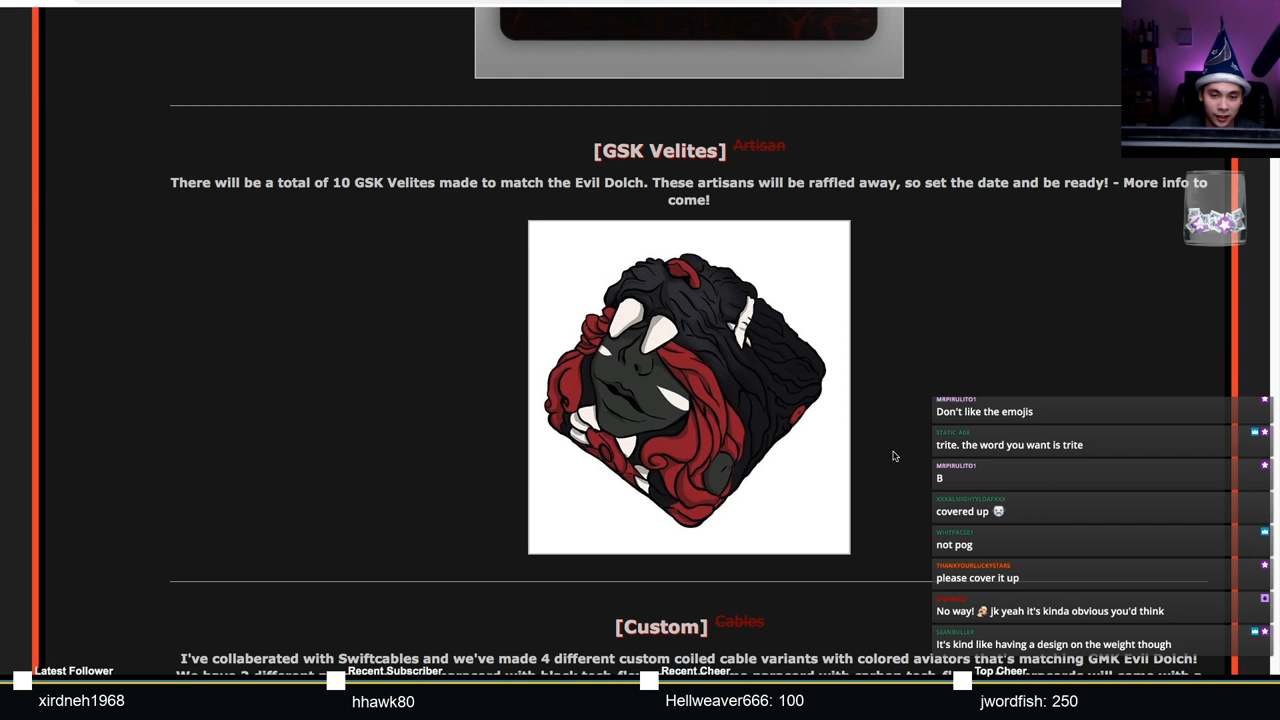 [GSK Velites] Artisan
There will be a total of 10 GSK Velites made to match the Evil Dolch. These artisans will be raffled away, so set the date and be ready! - More info to
come!
MRPIRULITO1
Don't like the emojis
STATIC AGE
trite. the word you want is trite
MRPIRULITO1
B
covered up
not pog
THANKYOURLUCKYSTARS
please cover it up
No way! jk yeah it's kinda obvious you'd think
SEANBULLER
It's kind like having a design on the weight though
[Custom] Cables
I've collaborated with Swiftcables and we've made 4 different custom coiled cable variants with colored aviators that's matching GMK Evil Dolch!
Latest Follower
xirdneh1968
Recent Subscriber
hhawk80
Recent Cheer
Hellweaver666: 100
Top Cheer
jwordfish: 250